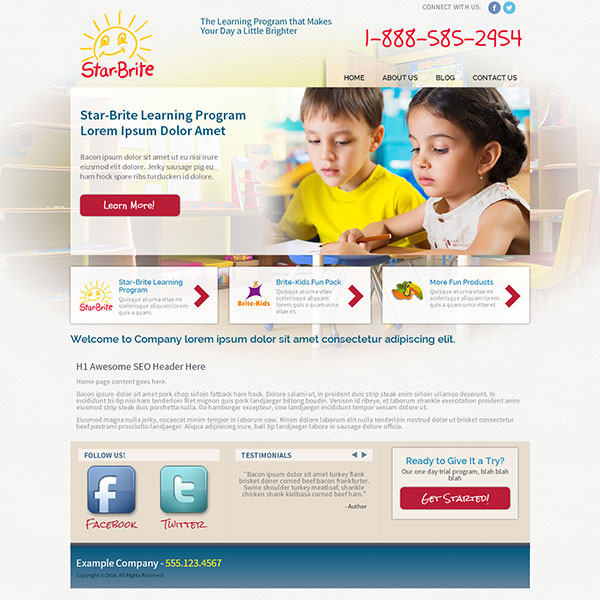 CONNECT WITH US:
Star-Brite
The Learning Program that Makes
Your Day a Little Brighter
1-888-585-2954
HOME
ABOUT US
BLOG
CONTACT US
Star-Brite Learning Program
Lorem Ipsum Dolor Amet
Bacon ipsum dolor sit amet ut eu nisi irure
eiusmod elit dolore. Jerky sausage pig eu
ham hock spare ribs turducken id dolore.
Learn More!
Star-Brite
Star-Brite Learning
Program
Quisque at urna vitae mi
scelerisque aliquam
lorem quis a quam.
Brite-Kids
Brite-Kids Fun Pack
Quisque at urna vitae mi
scelerisque aliquam
lorem quis a quam.
More Fun Products
Quisque at urna vitae mi
scelerisque aliquam
lorem quis a quam.
Welcome to Company lorem ipsum dolor sit amet consectetur adipiscing elit.
H1 Awesome SEO Header Here
Home page content goes here.
Bacon ipsum dolor sit amet pork chop sirloin fatback ham hock. Dolore salami ut, in proident duis strip steak enim sirloin ullamco deserunt. In
incididunt tri-tip nisi ham tenderloin filet mignon quis pork landjaeger biltong boudin. Venison id ribeye, et laborum shankle exercitation proident anim
eiusmod strip steak duis porchetta nulla. Do hamburger excepteur, cow landjaeger incididunt tempor veniam dolore ut.
Eiusmod magna nulla jerky, occaecat minim tempor in laborum cow. Minim dolore laborum elit nulla tenderloin nostrud dolor ut brisket consectetur
beef pastrami prosciutto landjaeger. Aliqua adipisicing irure, ball tip landjaeger labore in sausage dolore officia.
FOLLOW US!
Facebook
Twitter
TESTIMONIALS
"Bacon ipsum dolor sit amet turkey flank
brisket doner corned beef bacon frankfurter.
Swine shoulder turkey meatloaf, shankle
chicken shank kielbasa corned beef ham."
- Author
Ready to Give It a Try?
Our one day trial program, blah blah
blah
Get Started!
Example Company - 555.123.4567
Copyright © 2014. All Rights Reserved